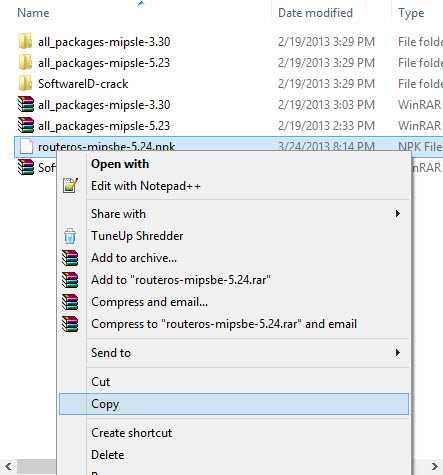 Name Date modified Type
all_packages-mipsle-3.30 2/19/2013 3:29 PM File folde
all_packages-mipsle-5.23 2/19/2013 3:29 PM File folde
SoftwareID-crack 2/19/2013 3:29 PM File folde
all_packages-mipsle-3.30 2/19/2013 3:03 PM WinRAR
all_packages-mipsle-5.23 2/19/2013 2:33 PM WinRAR
routeros-mipsbe-5.24.npk 3/24/2013 8:14 PM NPK File
Sof nRAR
Open with
Edit with Notepad++
Share with
TuneUp Shredder
Add to archive...
Add to "routeros-mipsbe-5.24.rar"
Compress and email...
Compress to "routeros-mipsbe-5.24.rar" and email
Send to
Cut
Copy
Create shortcut
Delete